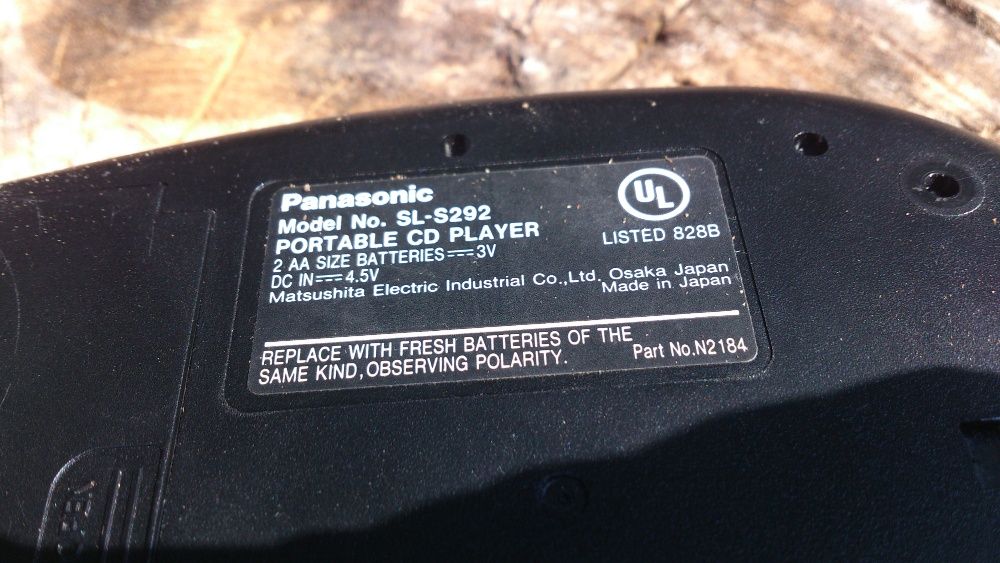 Panasonic
Model No. SL-S292
PORTABLE CD PLAYER
2 AA SIZE BATTERIES⎓3V
DC IN⎓4.5V
UL
LISTED 828B
Matsushita Electric Industrial Co.,Ltd. Osaka Japan
Made in Japan
REPLACE WITH FRESH BATTERIES OF THE
SAME KIND, OBSERVING POLARITY.
Part No.N2184